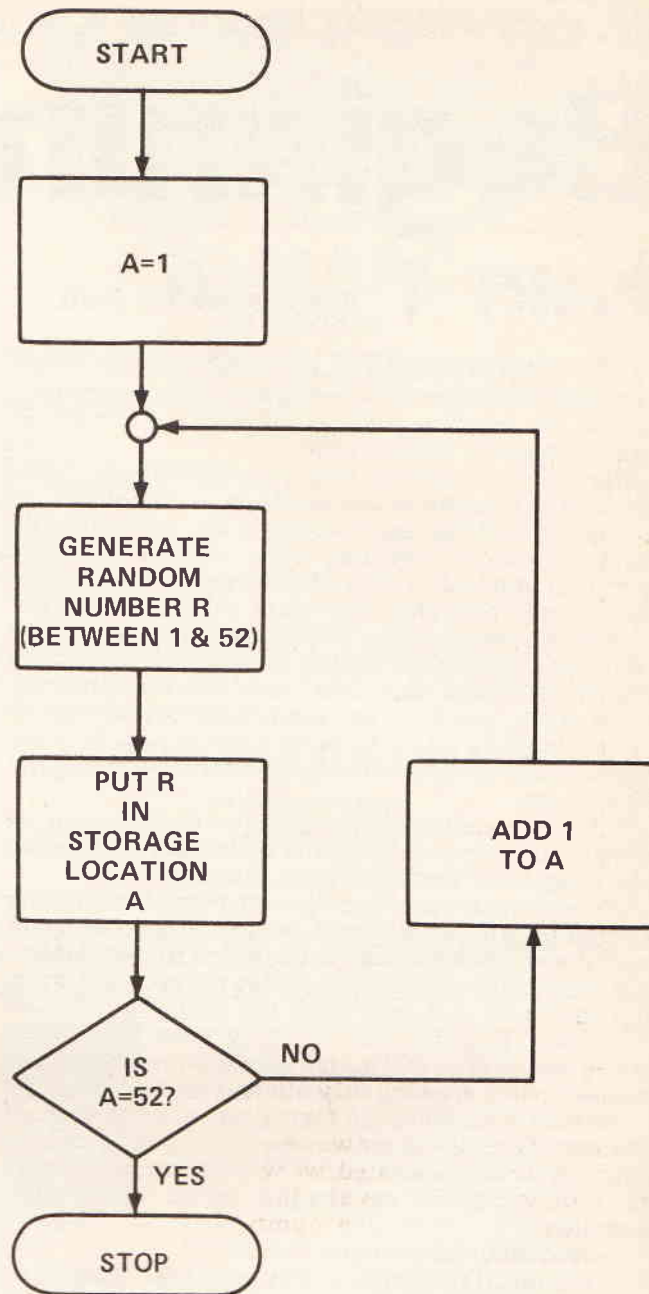 START
A=1
GENERATE
RANDOM
NUMBER R
(BETWEEN 1 & 52)
PUT R
IN
STORAGE
LOCATION
A
ADD 1
TO A
IS
A=52?
NO
YES
STOP